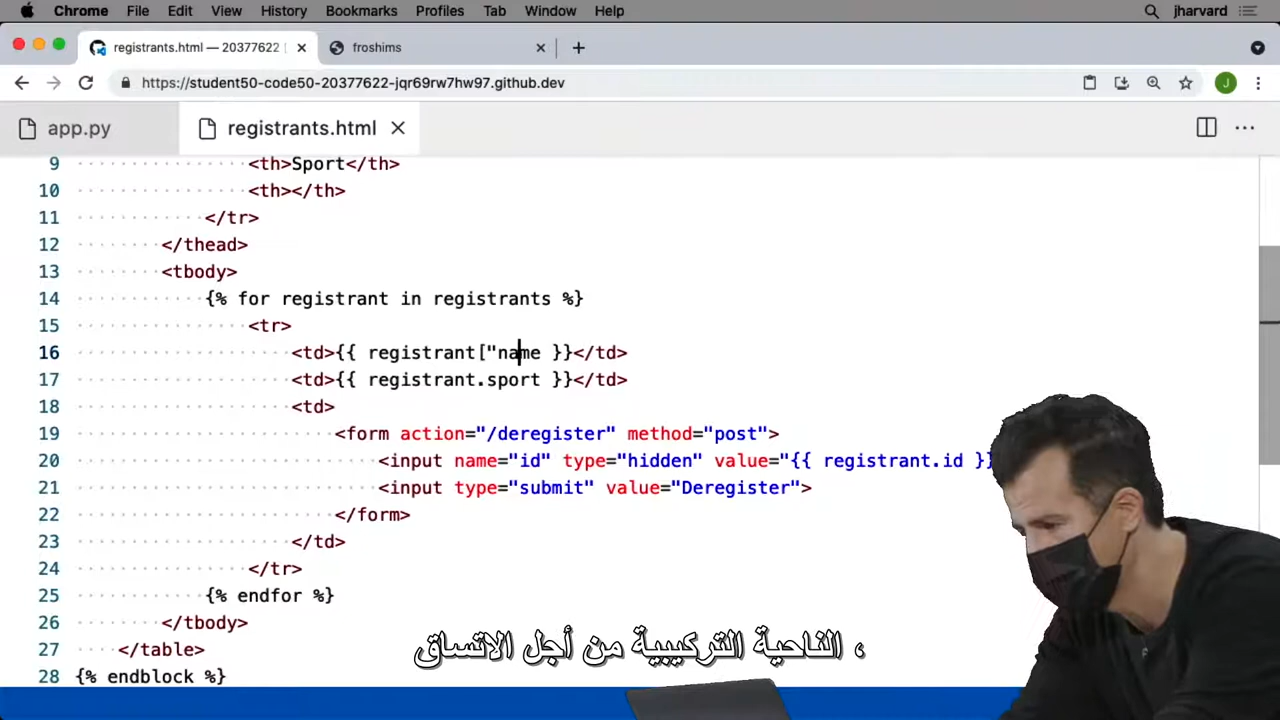 Chrome File Edit View History Bookmarks Profiles Tab Window Help jharvard
registrants.html — 20377622 [ froshims
https://student50-code50-20377622-jqr69rw7hw97.github.dev J
app.py registrants.html
9 <th>Sport</th>
10 <th></th>
11 </tr>
12 </thead>
13 <tbody>
14 {% for registrant in registrants %}
15 <tr>
16 <td>{{ registrant["name }}</td>
17 <td>{{ registrant.sport }}</td>
18 <td>
19 <form action="/deregister" method="post">
20 <input name="id" type="hidden" value="{{ registrant.id }}
21 <input type="submit" value="Deregister">
22 </form>
23 </td>
24 </tr>
25 {% endfor %}
26 </tbody>
27 </table>
28 {% endblock %}
، الناحية التركيبية من أجل الاتساق